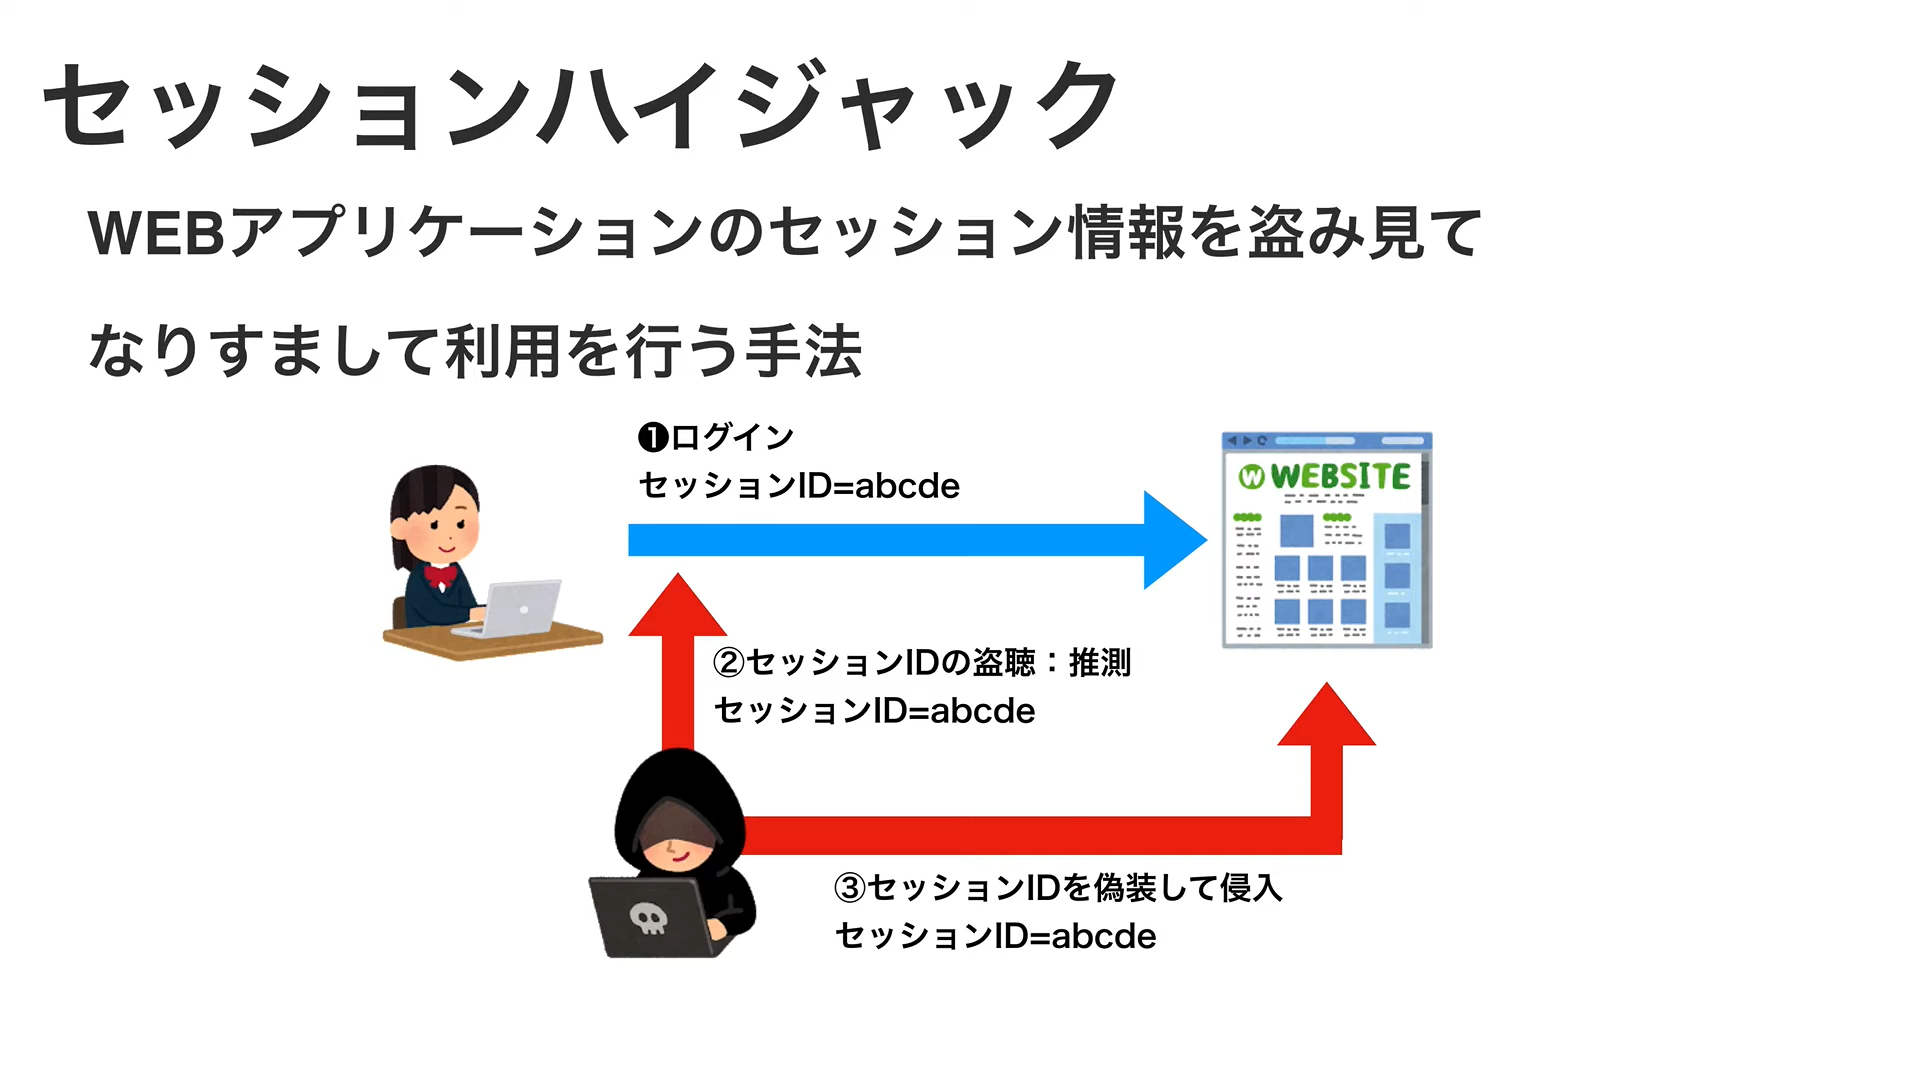 セッションハイジャック
WEBアプリケーションのセッション情報を盗み見て
なりすまして利用を行う手法
❶ログイン
セッションID=abcde
W WEBSITE
②セッションIDの盗聴：推測
セッションID=abcde
③セッションIDを偽装して侵入
セッションID=abcde